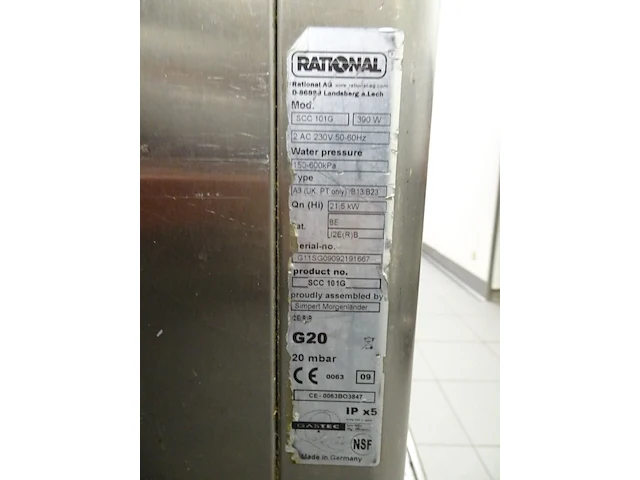 RATIONAL
Rational AG www.rational-ag.com
Landsberg a.Lech
Mod.
SCC 101G 390 W
2 AC 230V 50-60Hz
Water pressure
150-600kPa
Type
A3 (UK, PT only) /B13/B23
Qn (Hi) 21,5 kW
BE
at. I2E(R)B
erial-no.
G11SG09092191667
product no.
SCC 101G
proudly assembled by
Simpert Morgenländer
G20
20 mbar
CE 0063 09
CE- 0063BO3847
IP x5
GASTEC
NSF
Made in Germany